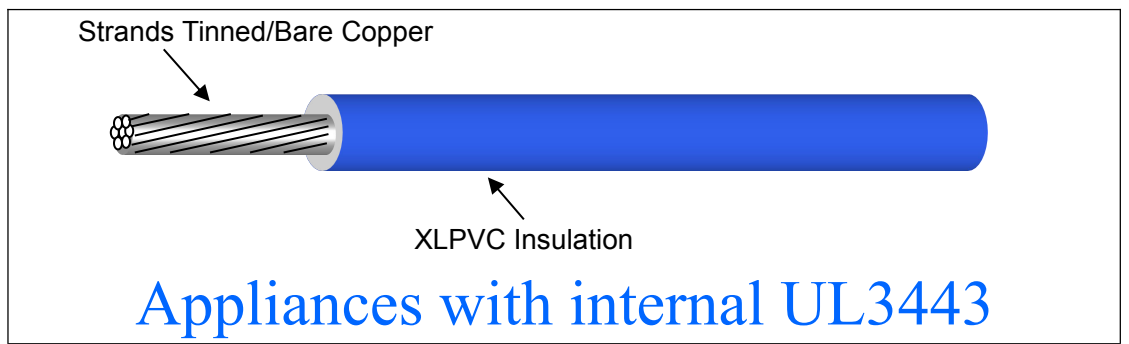 Strands Tinned/Bare Copper
XLPVC Insulation
Appliances with internal UL3443